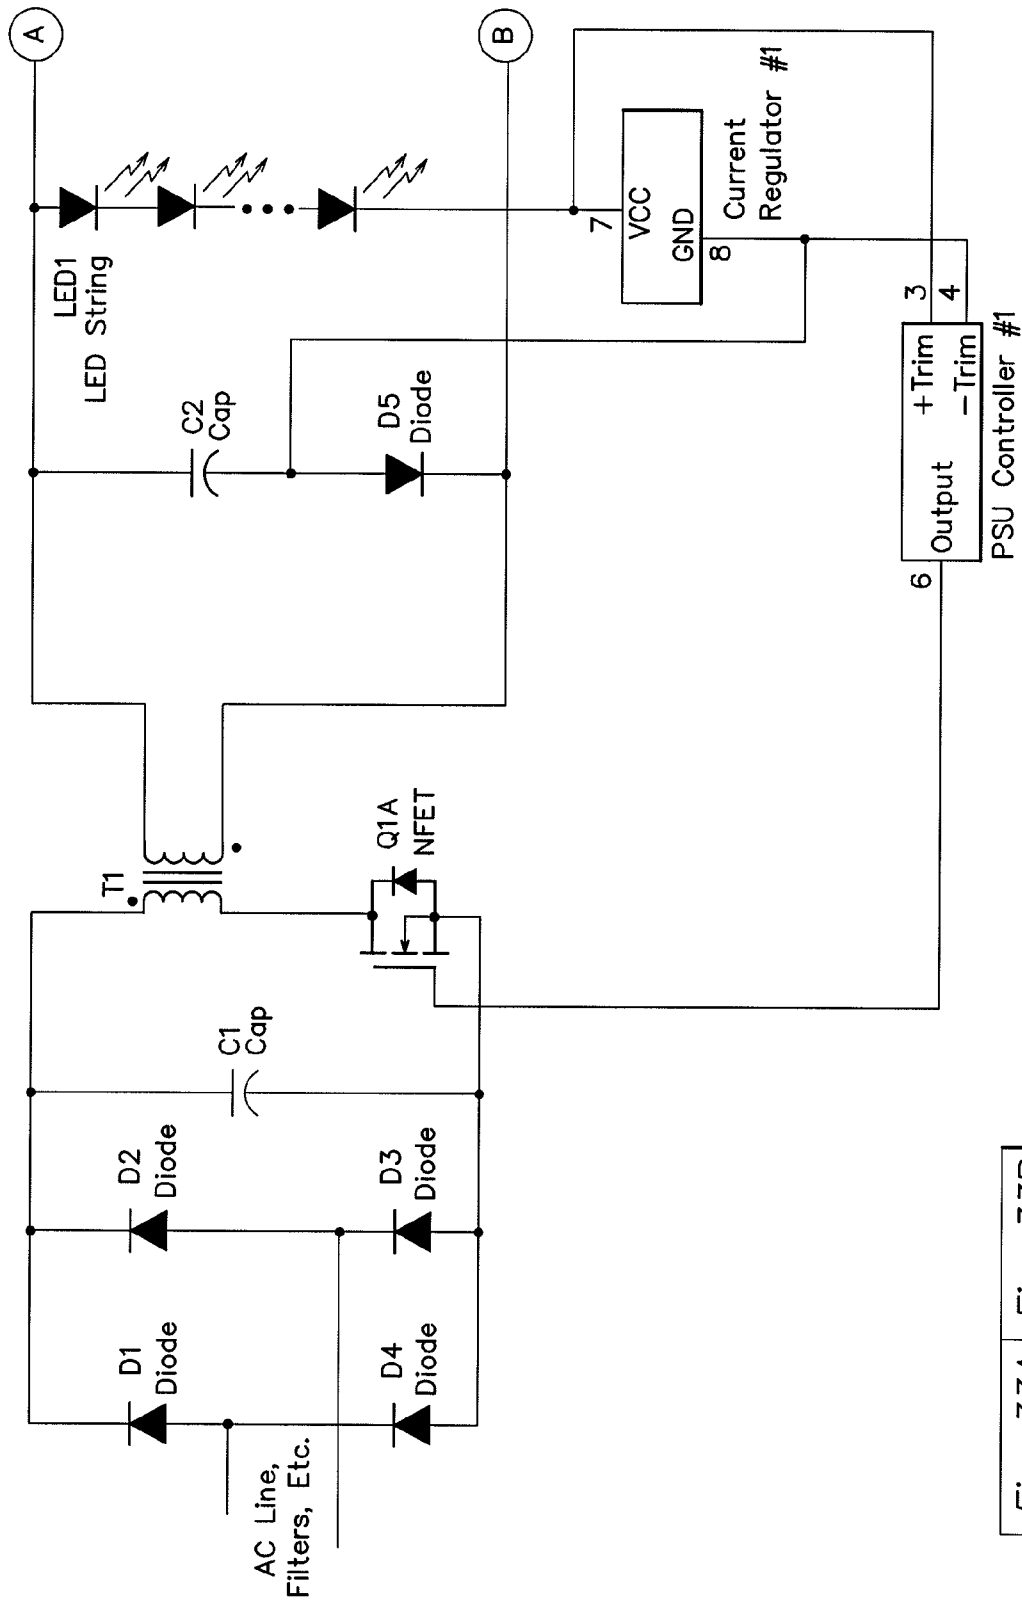 A
B
LED1
LED String
C2
Cap
D5
Diode
7
VCC
GND
8
Current
Regulator #1
3
4
+Trim
-Trim
Output
6
PSU Controller #1
T1
Q1A
NFET
C1
Cap
D2
Diode
D3
Diode
D1
Diode
D4
Diode
AC Line,
Filters, Etc.